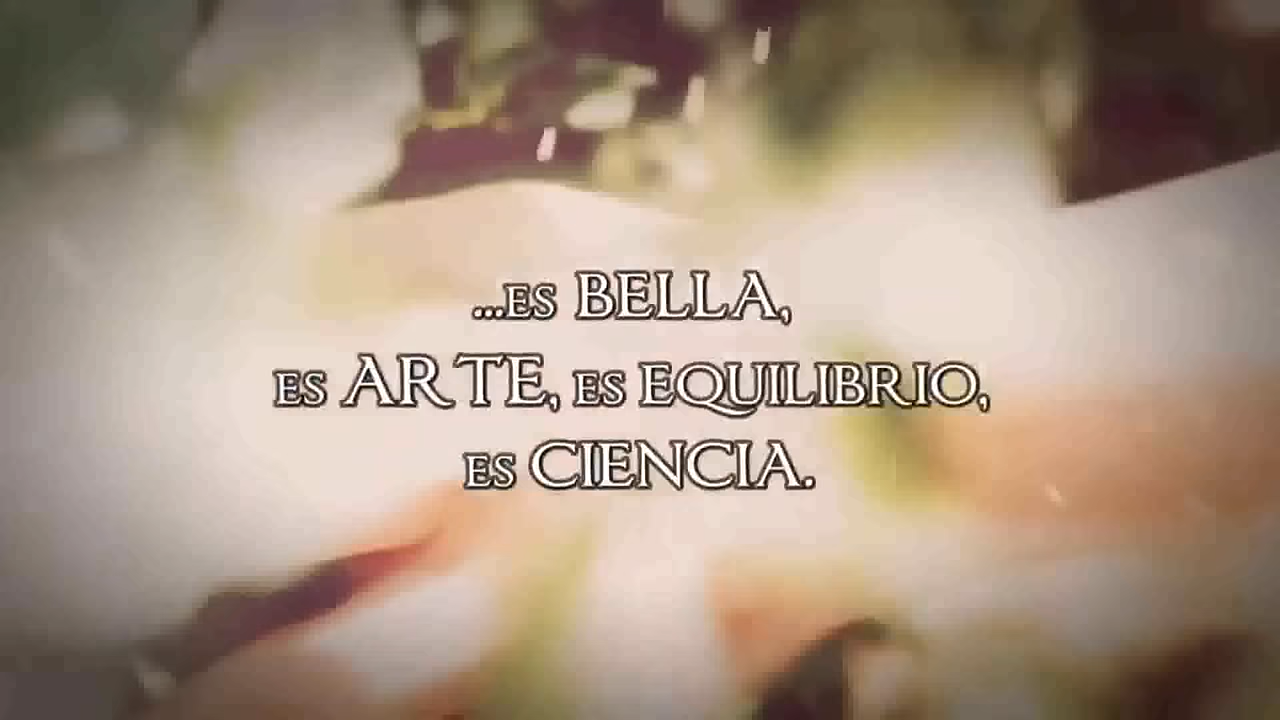 ...ES BELLA,
ES ARTE, ES EQUILIBRIO,
ES CIENCIA.